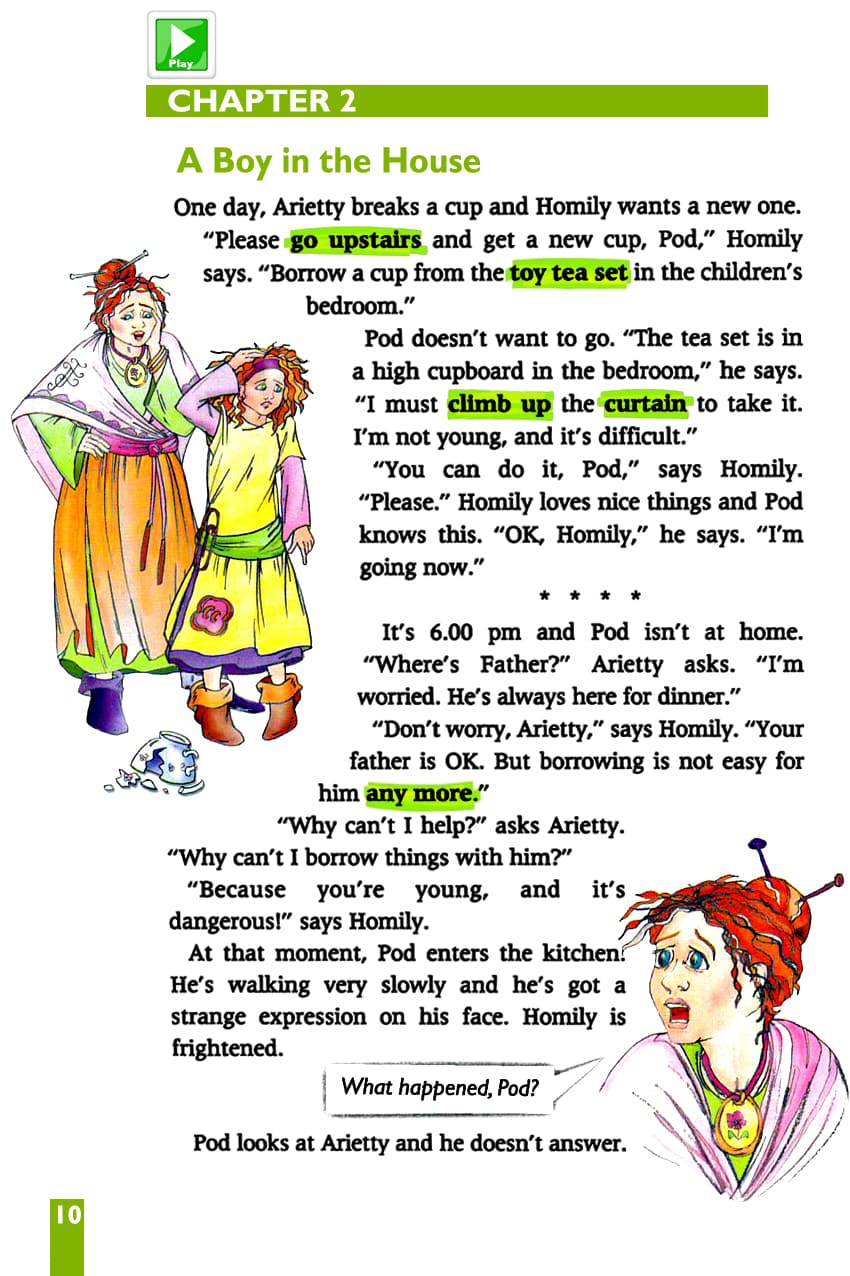 Play
CHAPTER 2
A Boy in the House
One day, Arietty breaks a cup and Homily wants a new one.
“Please go upstairs and get a new cup, Pod,” Homily
says. “Borrow a cup from the toy tea set in the children’s
bedroom.”
Pod doesn’t want to go. “The tea set is in
a high cupboard in the bedroom,” he says.
“I must climb up the curtain to take it.
I’m not young, and it’s difficult.”
“You can do it, Pod,” says Homily.
“Please.” Homily loves nice things and Pod
knows this. “OK, Homily,” he says. “I’m
going now.”
* * * *
It’s 6.00 pm and Pod isn’t at home.
“Where’s Father?” Arietty asks. “I’m
worried. He’s always here for dinner.”
“Don’t worry, Arietty,” says Homily. “Your
father is OK. But borrowing is not easy for
him any more.”
“Why can’t I help?” asks Arietty.
“Why can’t I borrow things with him?”
“Because you’re young, and it’s
dangerous!” says Homily.
At that moment, Pod enters the kitchen.
He’s walking very slowly and he’s got a
strange expression on his face. Homily is
frightened.
What happened, Pod?
Pod looks at Arietty and he doesn’t answer.
10